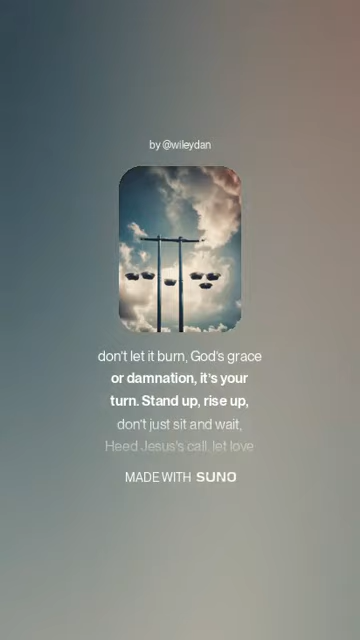 by @wileydan
don't let it burn, God's grace
or damnation, it's your
turn. Stand up, rise up,
don't just sit and wait,
Heed Jesus's call, let love
MADE WITH SUNO